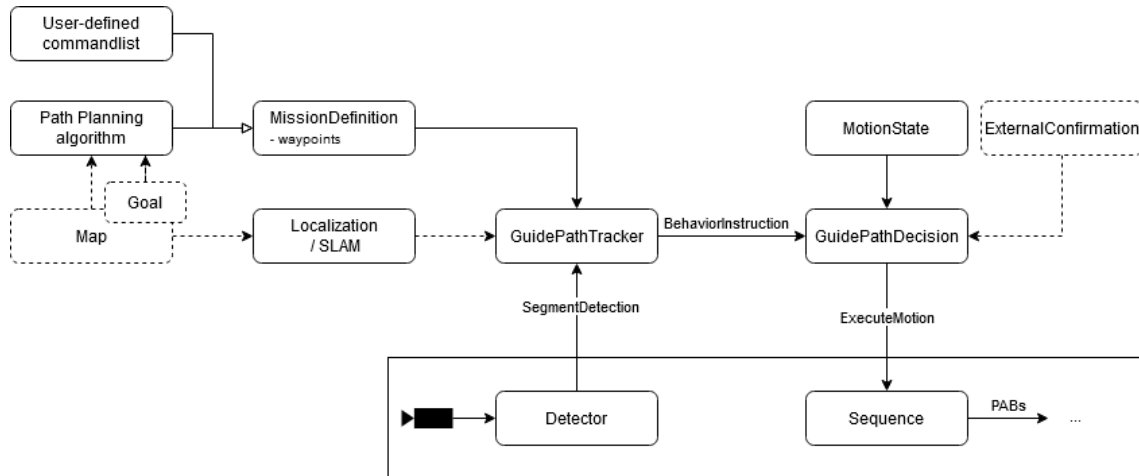 User-defined
commandlist
Path Planning
algorithm
MissionDefinition
- waypoints
MotionState
ExternalConfirmation
Goal
Map
Localization
/ SLAM
GuidePathTracker
BehaviorInstruction
GuidePathDecision
SegmentDetection
ExecuteMotion
Detector
Sequence
PABs
...